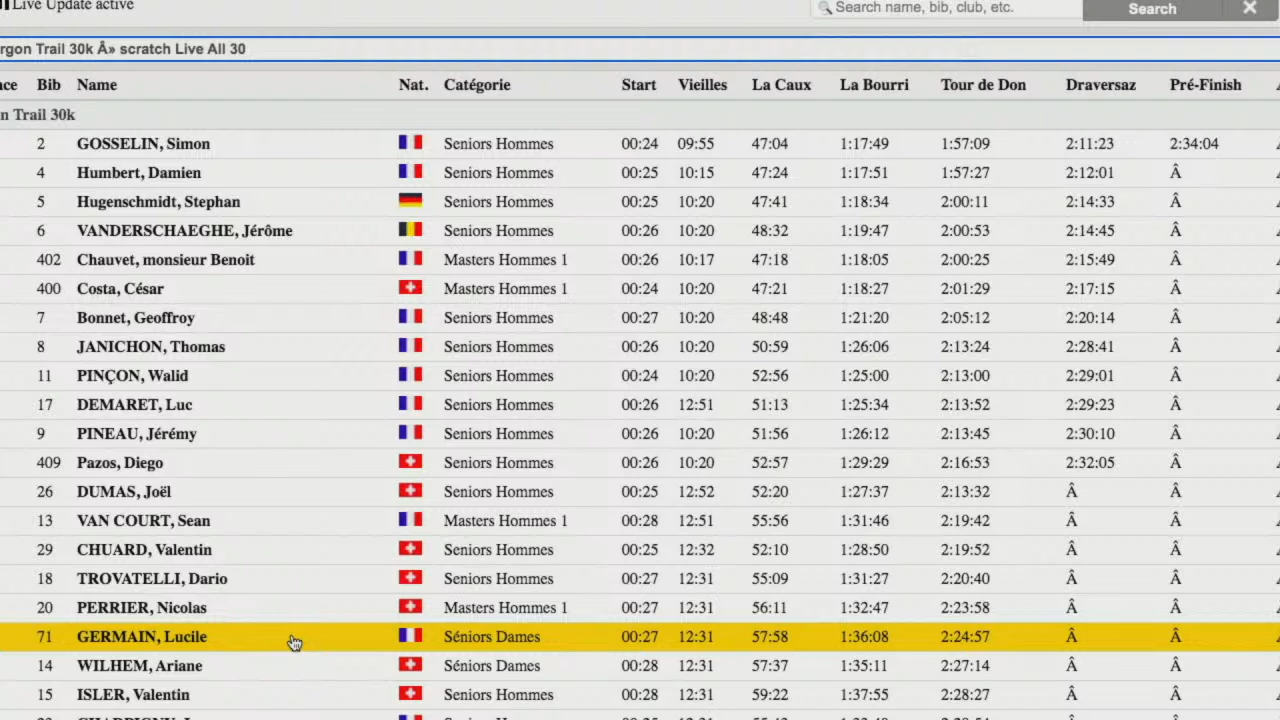 Live Update active
Search name, bib, club, etc.
Search
rgon Trail 30k Â» scratch Live All 30
Bib Name Nat. Catégorie Start Vieilles La Caux La Bourri Tour de Don Draversaz Pré-Finish
n Trail 30k
2 GOSSELIN, Simon Seniors Hommes 00:24 09:55 47:04 1:17:49 1:57:09 2:11:23 2:34:04
4 Humbert, Damien Seniors Hommes 00:25 10:15 47:24 1:17:51 1:57:27 2:12:01 Â
5 Hugenschmidt, Stephan Seniors Hommes 00:25 10:20 47:41 1:18:34 2:00:11 2:14:33 Â
6 VANDERSCHAEGHE, Jérôme Seniors Hommes 00:26 10:20 48:32 1:19:47 2:00:53 2:14:45 Â
402 Chauvet, monsieur Benoit Masters Hommes 1 00:26 10:17 47:18 1:18:05 2:00:25 2:15:49 Â
400 Costa, César Masters Hommes 1 00:24 10:20 47:21 1:18:27 2:01:29 2:17:15 Â
7 Bonnet, Geoffroy Seniors Hommes 00:27 10:20 48:48 1:21:20 2:05:12 2:20:14 Â
8 JANICHON, Thomas Seniors Hommes 00:26 10:20 50:59 1:26:06 2:13:24 2:28:41 Â
11 PINÇON, Walid Seniors Hommes 00:24 10:20 52:56 1:25:00 2:13:00 2:29:01 Â
17 DEMARET, Luc Seniors Hommes 00:26 12:51 51:13 1:25:34 2:13:52 2:29:23 Â
9 PINEAU, Jérémy Seniors Hommes 00:26 10:20 51:56 1:26:12 2:13:45 2:30:10 Â
409 Pazos, Diego Seniors Hommes 00:26 10:20 52:57 1:29:29 2:16:53 2:32:05 Â
26 DUMAS, Joël Seniors Hommes 00:25 12:52 52:20 1:27:37 2:13:32 Â Â
13 VAN COURT, Sean Masters Hommes 1 00:28 12:51 55:56 1:31:46 2:19:42 Â Â
29 CHUARD, Valentin Seniors Hommes 00:25 12:32 52:10 1:28:50 2:19:52 Â Â
18 TROVATELLI, Dario Seniors Hommes 00:27 12:31 55:09 1:31:27 2:20:40 Â Â
20 PERRIER, Nicolas Masters Hommes 1 00:27 12:31 56:11 1:32:47 2:23:58 Â Â
71 GERMAIN, Lucile Séniors Dames 00:27 12:31 57:58 1:36:08 2:24:57 Â Â
14 WILHEM, Ariane Séniors Dames 00:28 12:31 57:37 1:35:11 2:27:14 Â Â
15 ISLER, Valentin Seniors Hommes 00:28 12:31 59:22 1:37:55 2:28:27 Â Â